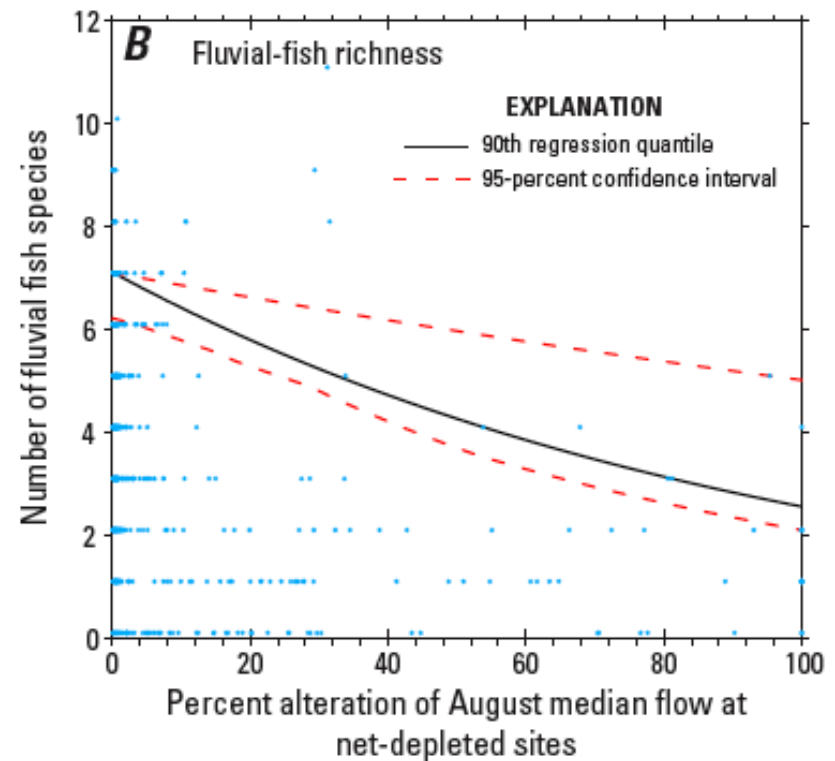 B Fluvial-fish richness
EXPLANATION
90th regression quantile
95-percent confidence interval
Number of fluvial fish species
12
10
8
6
4
2
0
0 20 40 60 80 100
Percent alteration of August median flow at
net-depleted sites